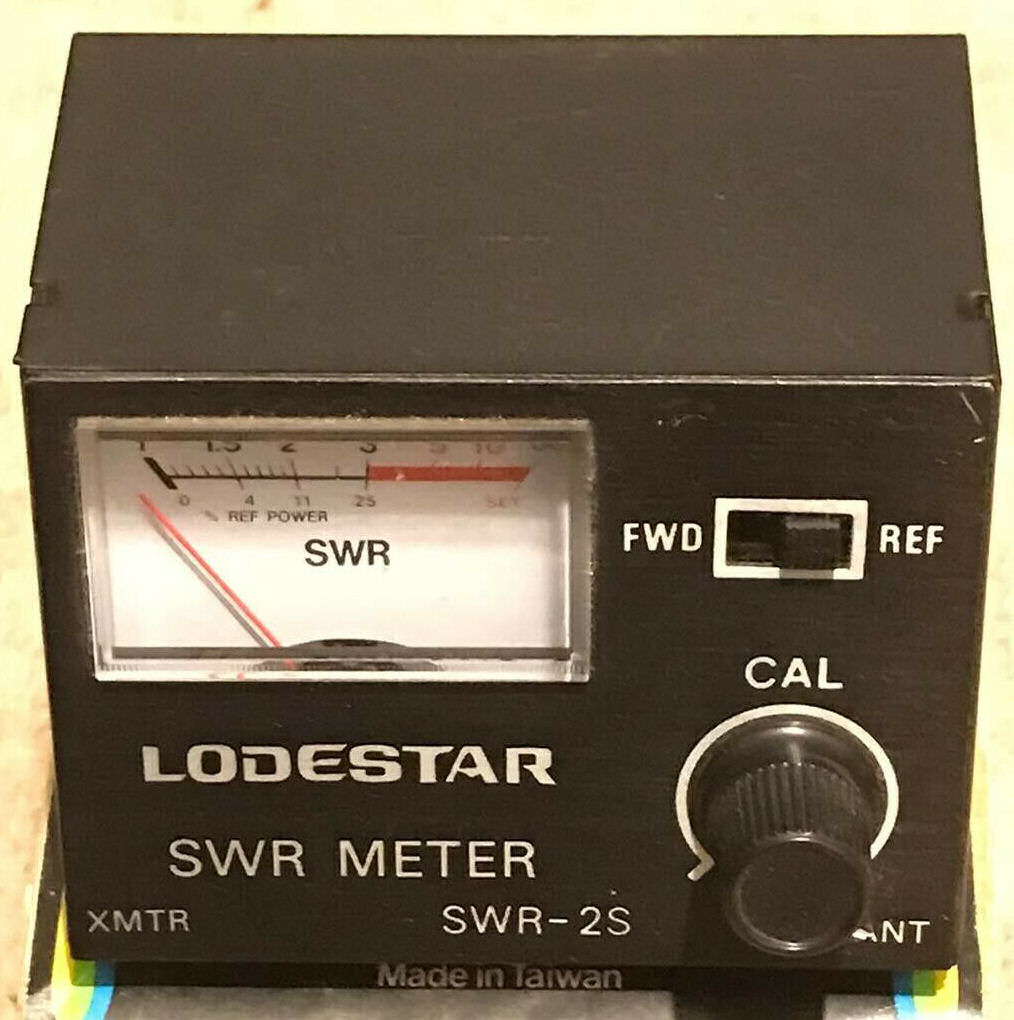 1 1.5 2 3 5 10 ∞
0 4 11 25 SET
% REF POWER
SWR
FWD REF
CAL
LODESTAR
SWR METER
XMTR SWR-2S ANT
Made in Taiwan